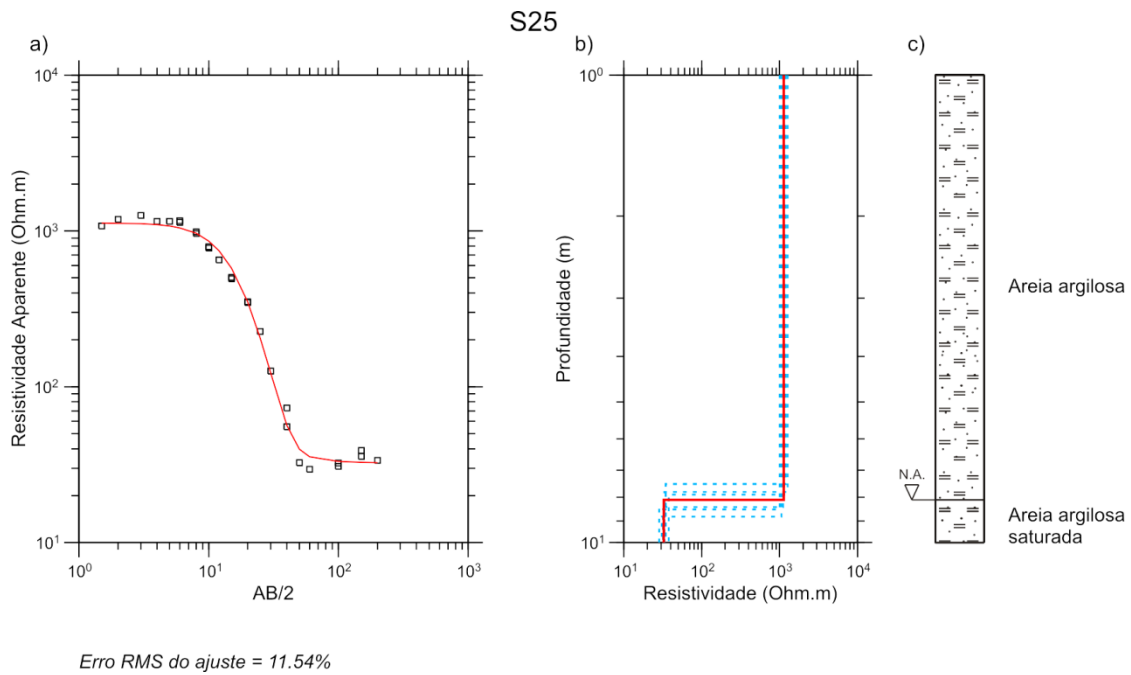 S25
a)
b)
c)
10⁴
10³
10²
10¹
Resistividade Aparente (Ohm.m)
10⁰
10¹
10²
10³
AB/2
10⁰
10¹
Profundidade (m)
10¹
10²
10³
10⁴
Resistividade (Ohm.m)
Areia argilosa
N.A.
Areia argilosa
saturada
Erro RMS do ajuste = 11.54%